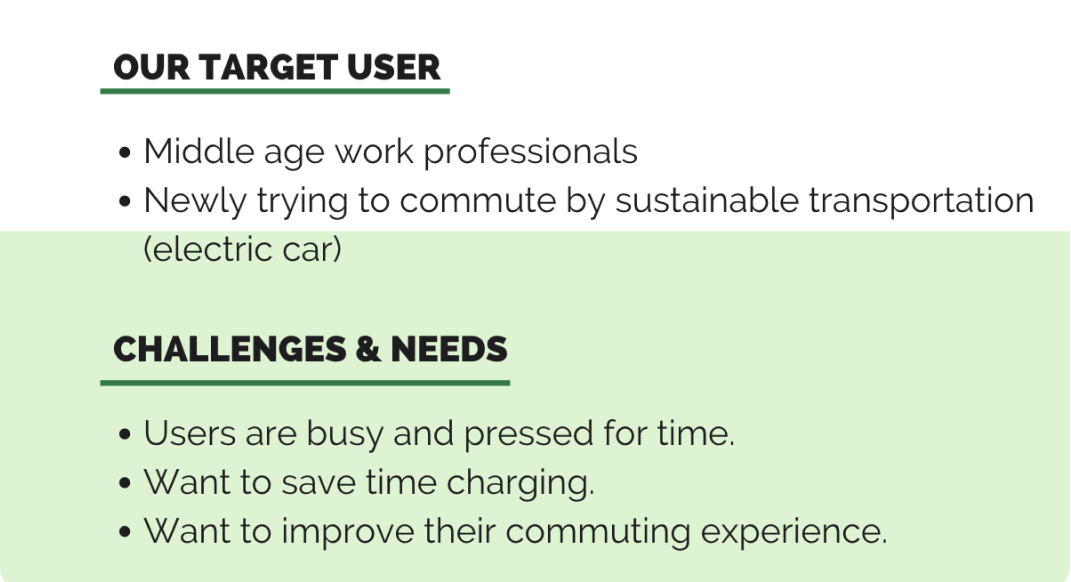 OUR TARGET USER
• Middle age work professionals
• Newly trying to commute by sustainable transportation
(electric car)
CHALLENGES & NEEDS
• Users are busy and pressed for time.
• Want to save time charging.
• Want to improve their commuting experience.